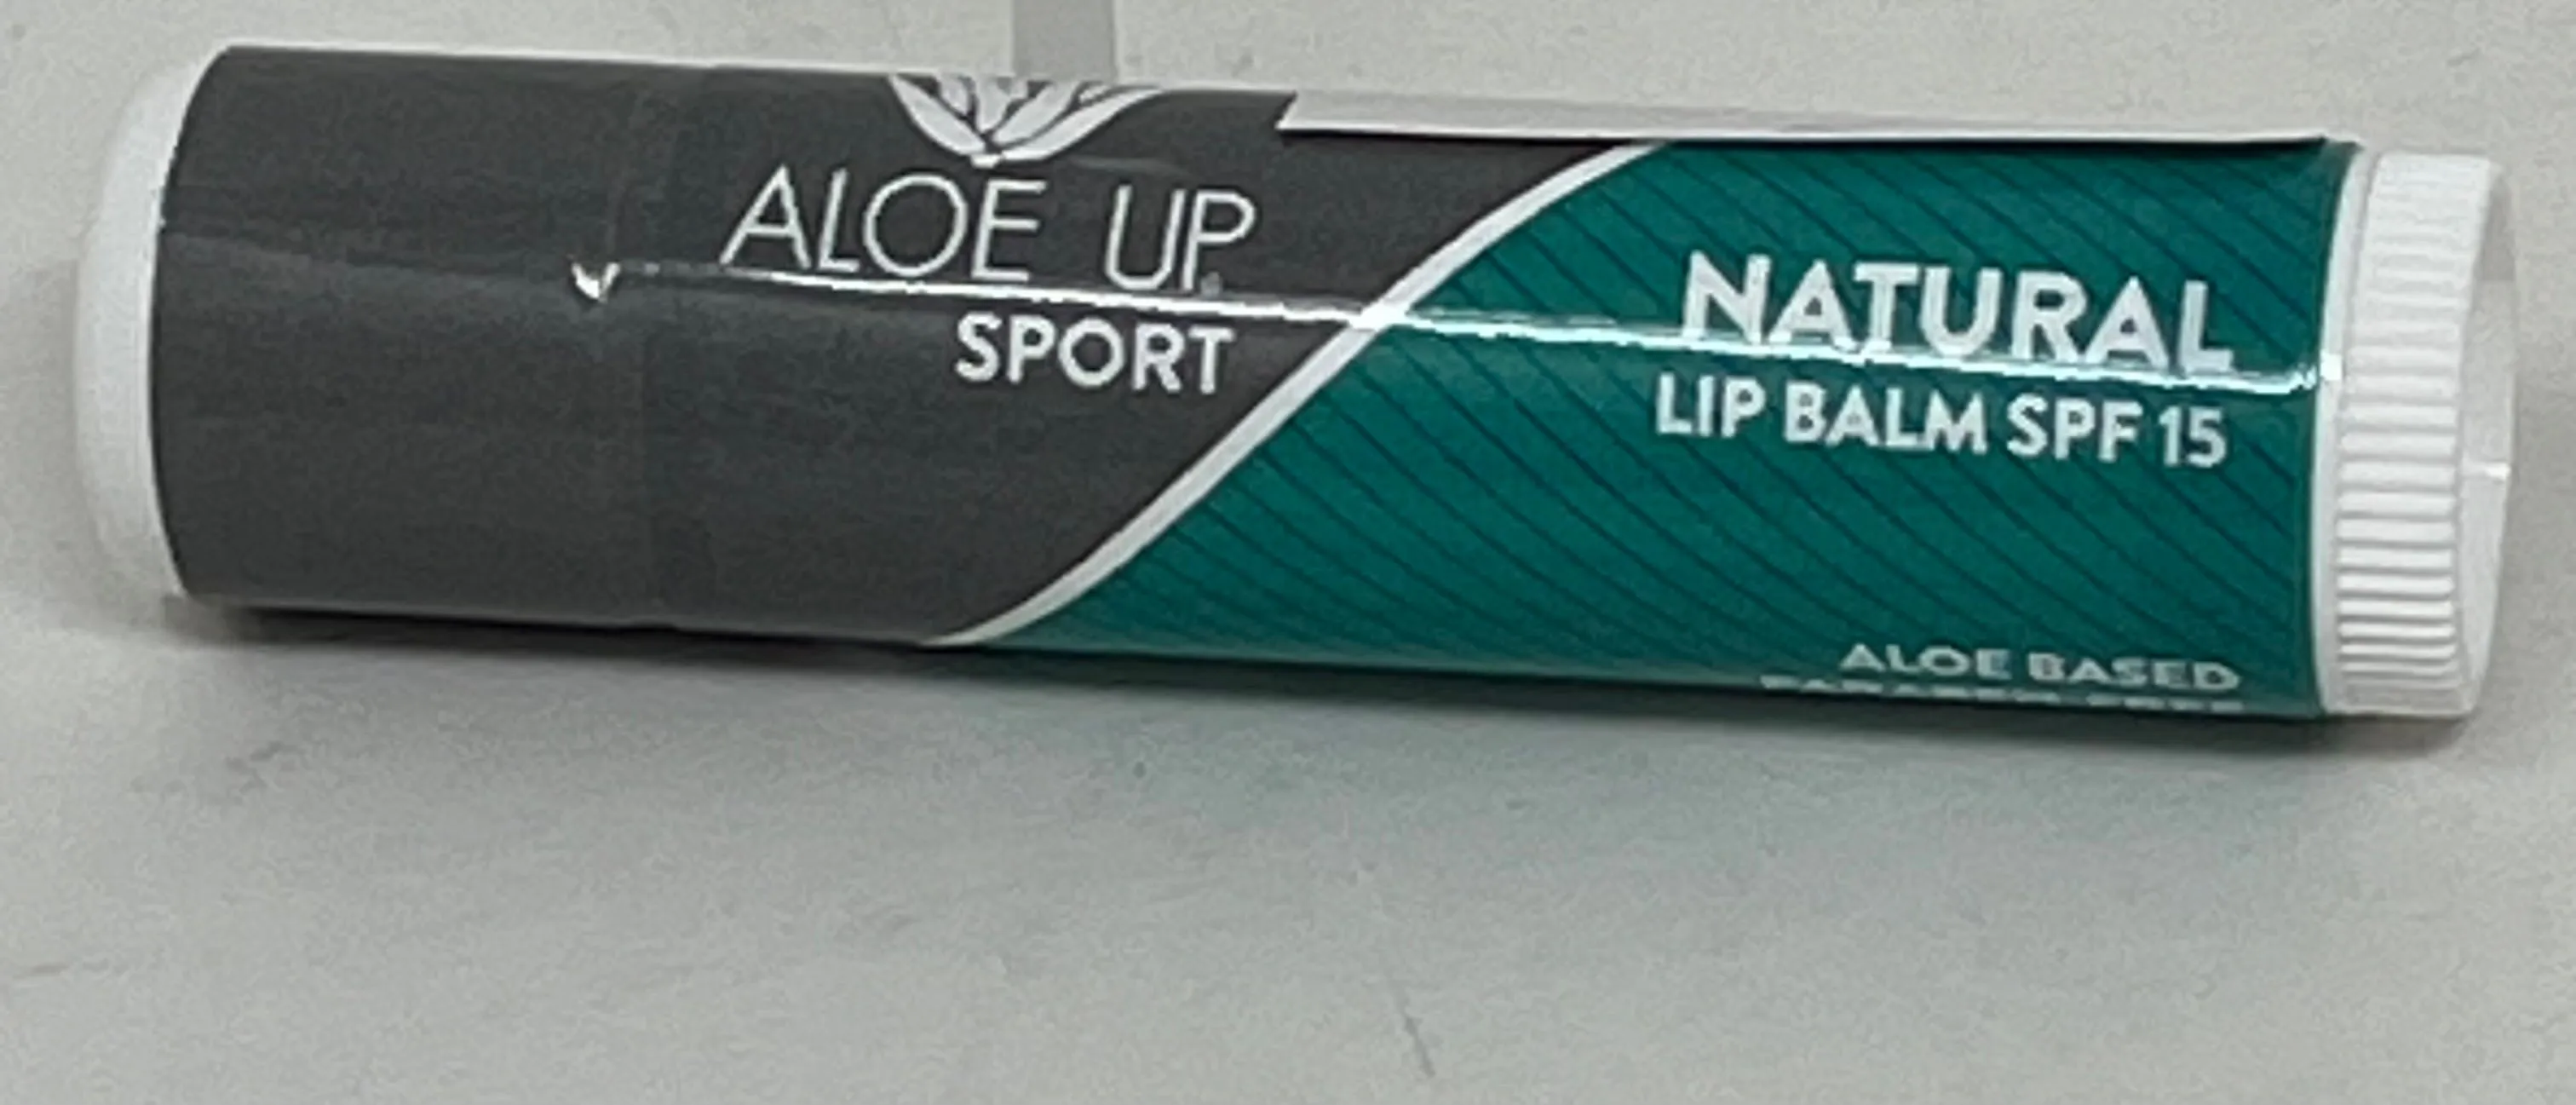 ALOE UP
SPORT
NATURAL
LIP BALM SPF 15
ALOE BASED